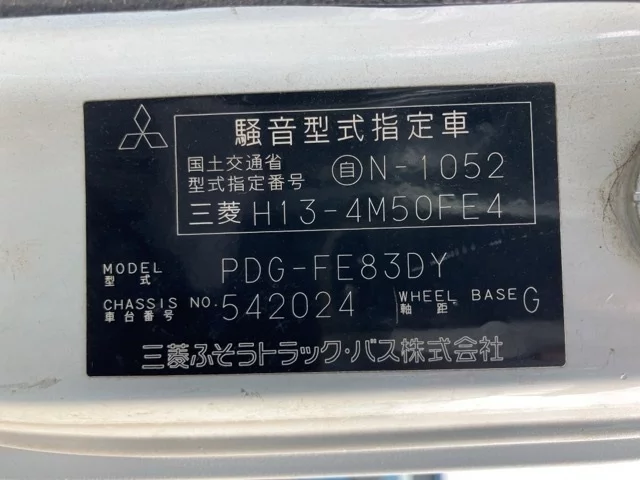 騒音型式指定車
国土交通省
型式指定番号 自 N-1052
三菱 H13-4M50FE4
MODEL
型式 PDG-FE83DY
CHASSIS NO.
車台番号 542024
WHEEL BASE
軸距 G
三菱ふそうトラック・バス株式会社